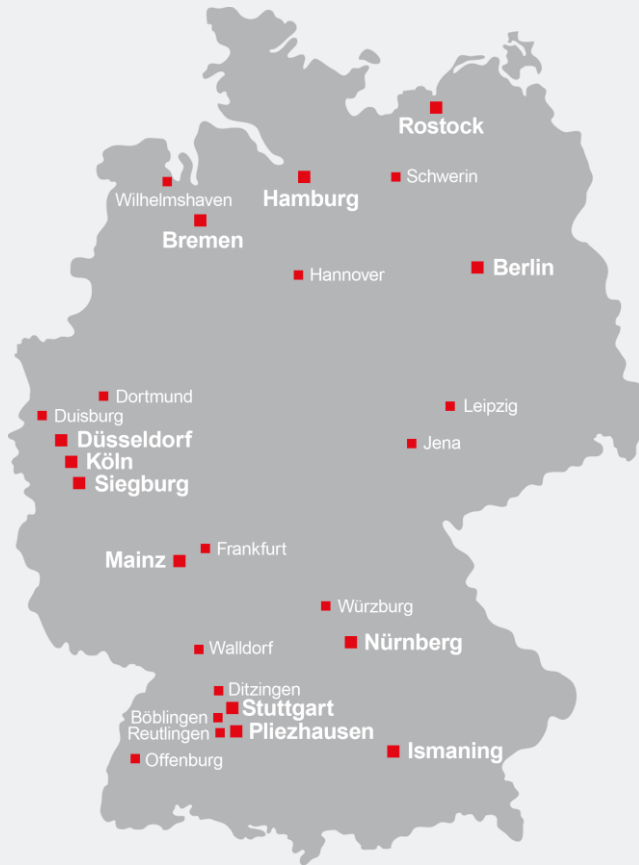 Rostock
Schwerin
Hamburg
Wilhelmshaven
Bremen
Berlin
Hannover
Dortmund
Leipzig
Duisburg
Düsseldorf
Jena
Köln
Siegburg
Frankfurt
Mainz
Würzburg
Nürnberg
Walldorf
Ditzingen
Stuttgart
Böblingen
Pliezhausen
Reutlingen
Ismaning
Offenburg